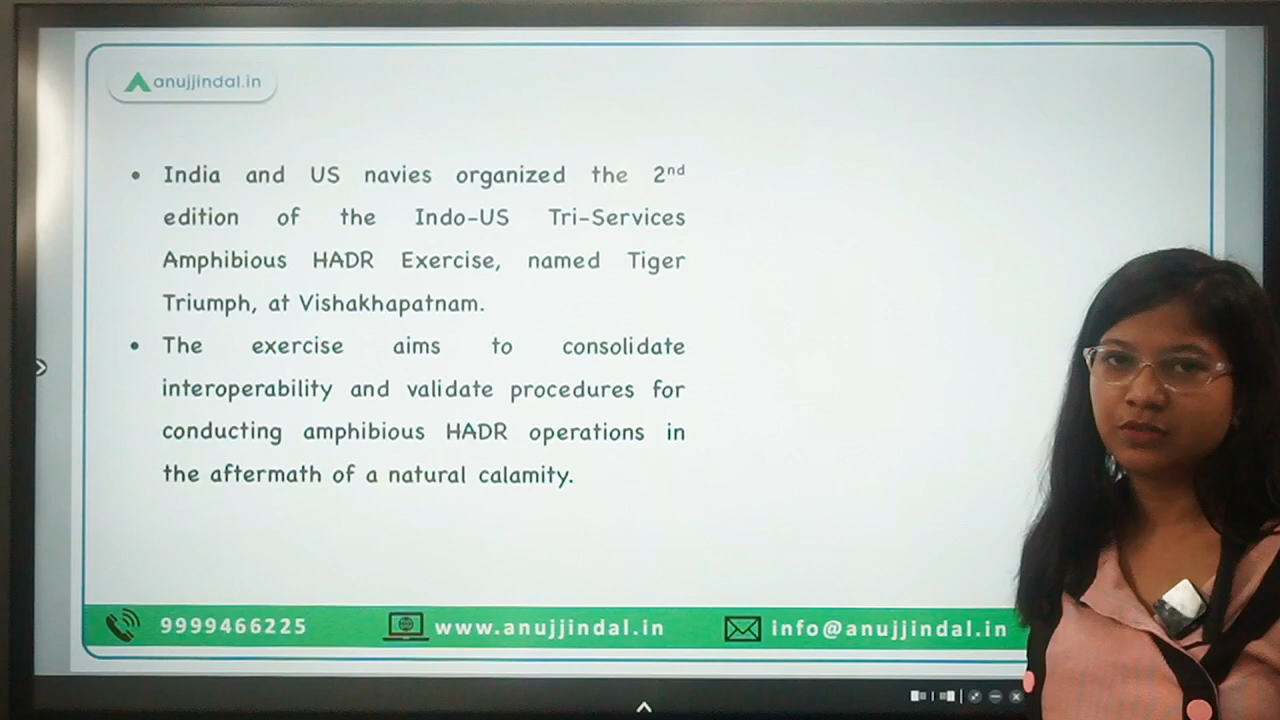 anujjindal.in
• India and US navies organized the 2nd
edition of the Indo-US Tri-Services
Amphibious HADR Exercise, named Tiger
Triumph, at Vishakhapatnam.
• The exercise aims to consolidate
interoperability and validate procedures for
conducting amphibious HADR operations in
the aftermath of a natural calamity.
9999466225 www.anujjindal.in info@anujjindal.in